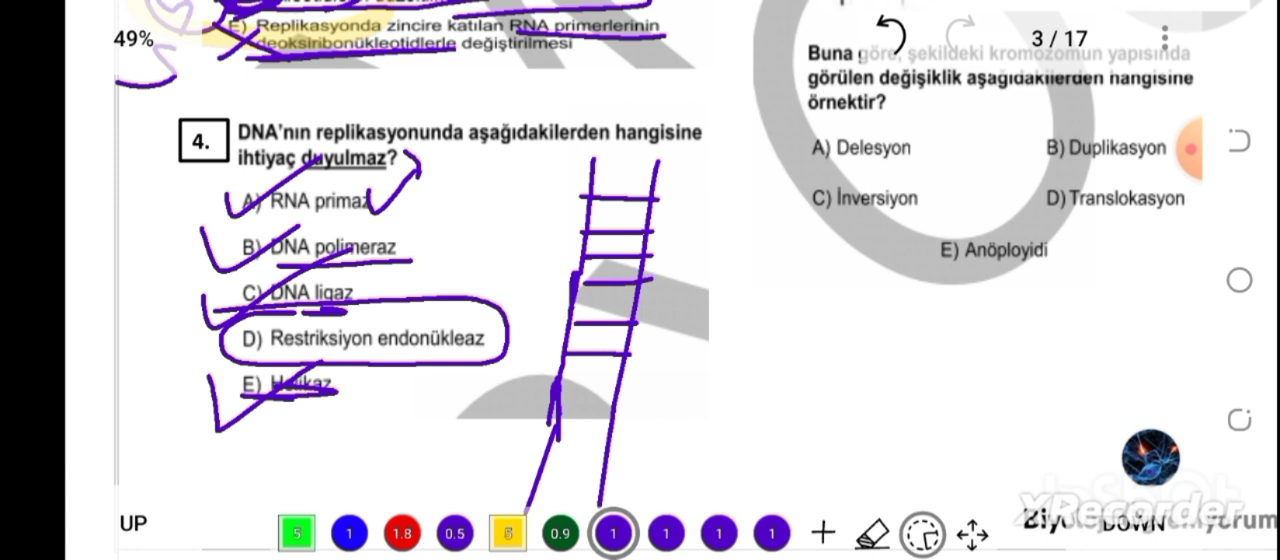 E) Replikasyonda zincire katılan RNA primerlerinin
deoksiribonükleotidlerle değiştirilmesi
49%
4. DNA'nın replikasyonunda aşağıdakilerden hangisine
ihtiyaç duyulmaz?
A) RNA primaz
B) DNA polimeraz
C) DNA ligaz
D) Restriksiyon endonükleaz
E) Helikaz
3 / 17
Buna göre, şekildeki kromozomun yapısında
görülen değişiklik aşağıdakilerden hangisine
örnektir?
A) Delesyon
B) Duplikasyon
C) İnversiyon
D) Translokasyon
E) Anöployidi
UP
5 1 1.8 0.5 5 0.9 1 1 1 1
XRecorder
DOWN